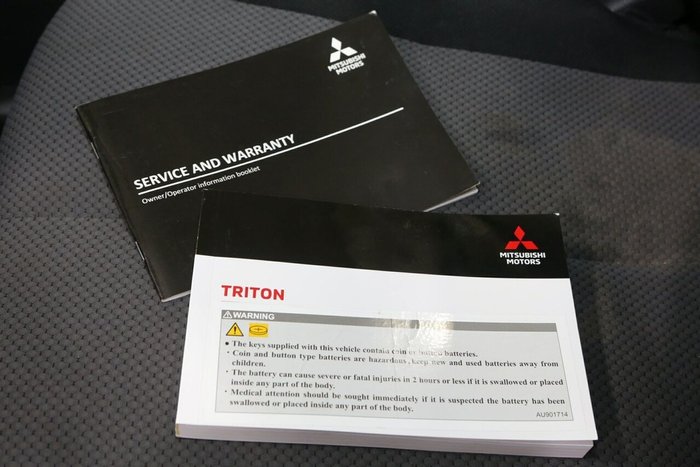 MITSUBISHI
MOTORS
SERVICE AND WARRANTY
Owner/Operator information booklet
MITSUBISHI
MOTORS
TRITON
WARNING
• The keys supplied with this vehicle contain coin or button batteries.
· Coin and button type batteries are hazardous, keep new and used batteries away from
children.
· The battery can cause severe or fatal injuries in 2 hours or less if it is swallowed or placed
inside any part of the body.
· Medical attention should be sought immediately if it is suspected the battery has been
swallowed or placed inside any part of the body.
AU901714